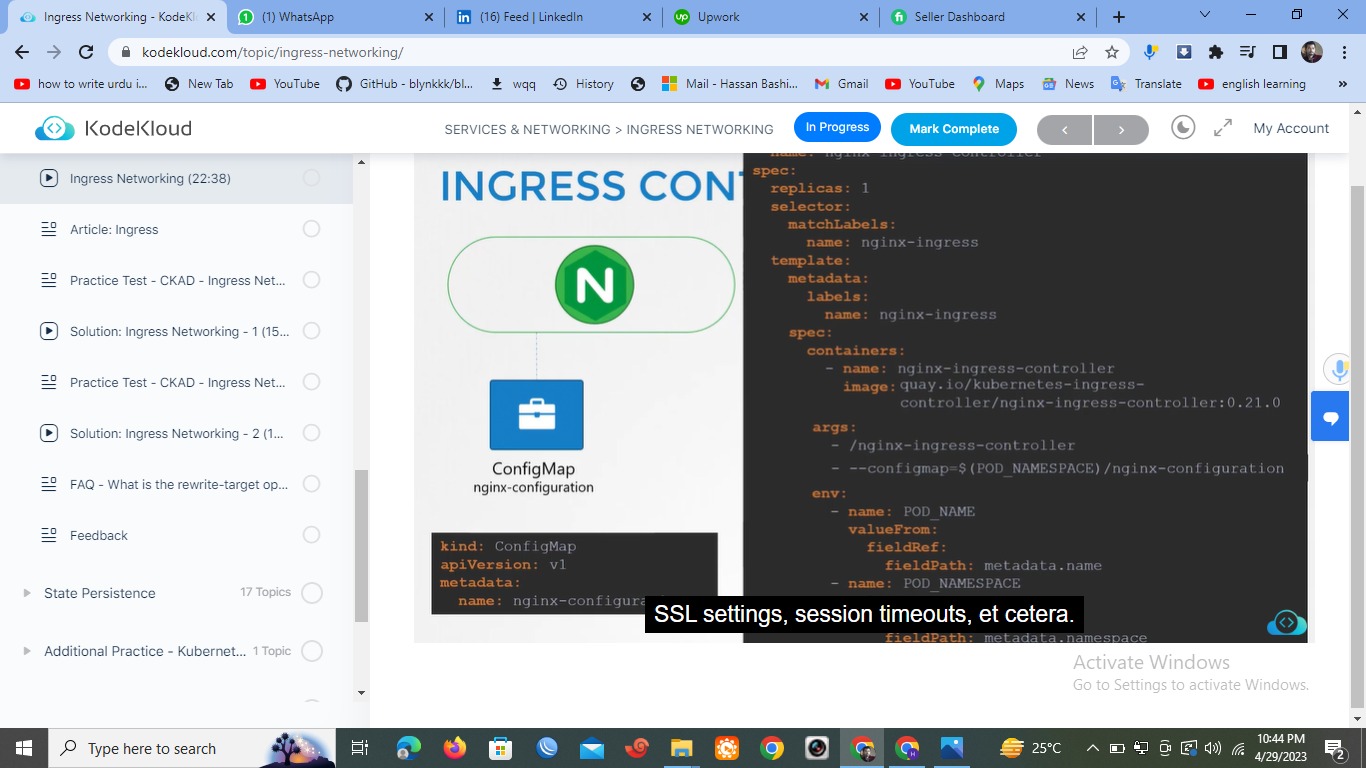 Ingress Networking - Kodek
(1) WhatsApp
(16) Feed | LinkedIn
Upwork
Seller Dashboard
kodekloud.com/topic/ingress-networking/
how to write urdu i...
New Tab
YouTube
GitHub - blynkkk/bl...
wqq
History
Mail - Hassan Bashi...
Gmail
YouTube
Maps
News
Translate
english learning
KodeKloud
SERVICES & NETWORKING > INGRESS NETWORKING
In Progress
Mark Complete
My Account
Ingress Networking (22:38)
Article: Ingress
Practice Test - CKAD - Ingress Net...
Solution: Ingress Networking - 1 (15...
Practice Test - CKAD - Ingress Net...
Solution: Ingress Networking - 2 (1...
FAQ - What is the rewrite-target op...
Feedback
State Persistence
17 Topics
Additional Practice - Kubernet...
1 Topic
INGRESS CONT
N
ConfigMap
nginx-configuration
kind: ConfigMap
apiVersion: v1
metadata:
name: nginx-configurat
name: nginx-ingress-controller
spec:
replicas: 1
selector:
matchLabels:
name: nginx-ingress
template:
metadata:
labels:
name: nginx-ingress
spec:
containers:
- name: nginx-ingress-controller
image: quay.io/kubernetes-ingress-
controller/nginx-ingress-controller:0.21.0
args:
- /nginx-ingress-controller
- --configmap=$(POD_NAMESPACE)/nginx-configuration
env:
- name: POD_NAME
valueFrom:
fieldRef:
fieldPath: metadata.name
- name: POD_NAMESPACE
SSL settings, session timeouts, et cetera.
fieldPath: metadata.namespace
Activate Windows
Go to Settings to activate Windows.
Type here to search
25°C
10:44 PM
4/29/2023
2